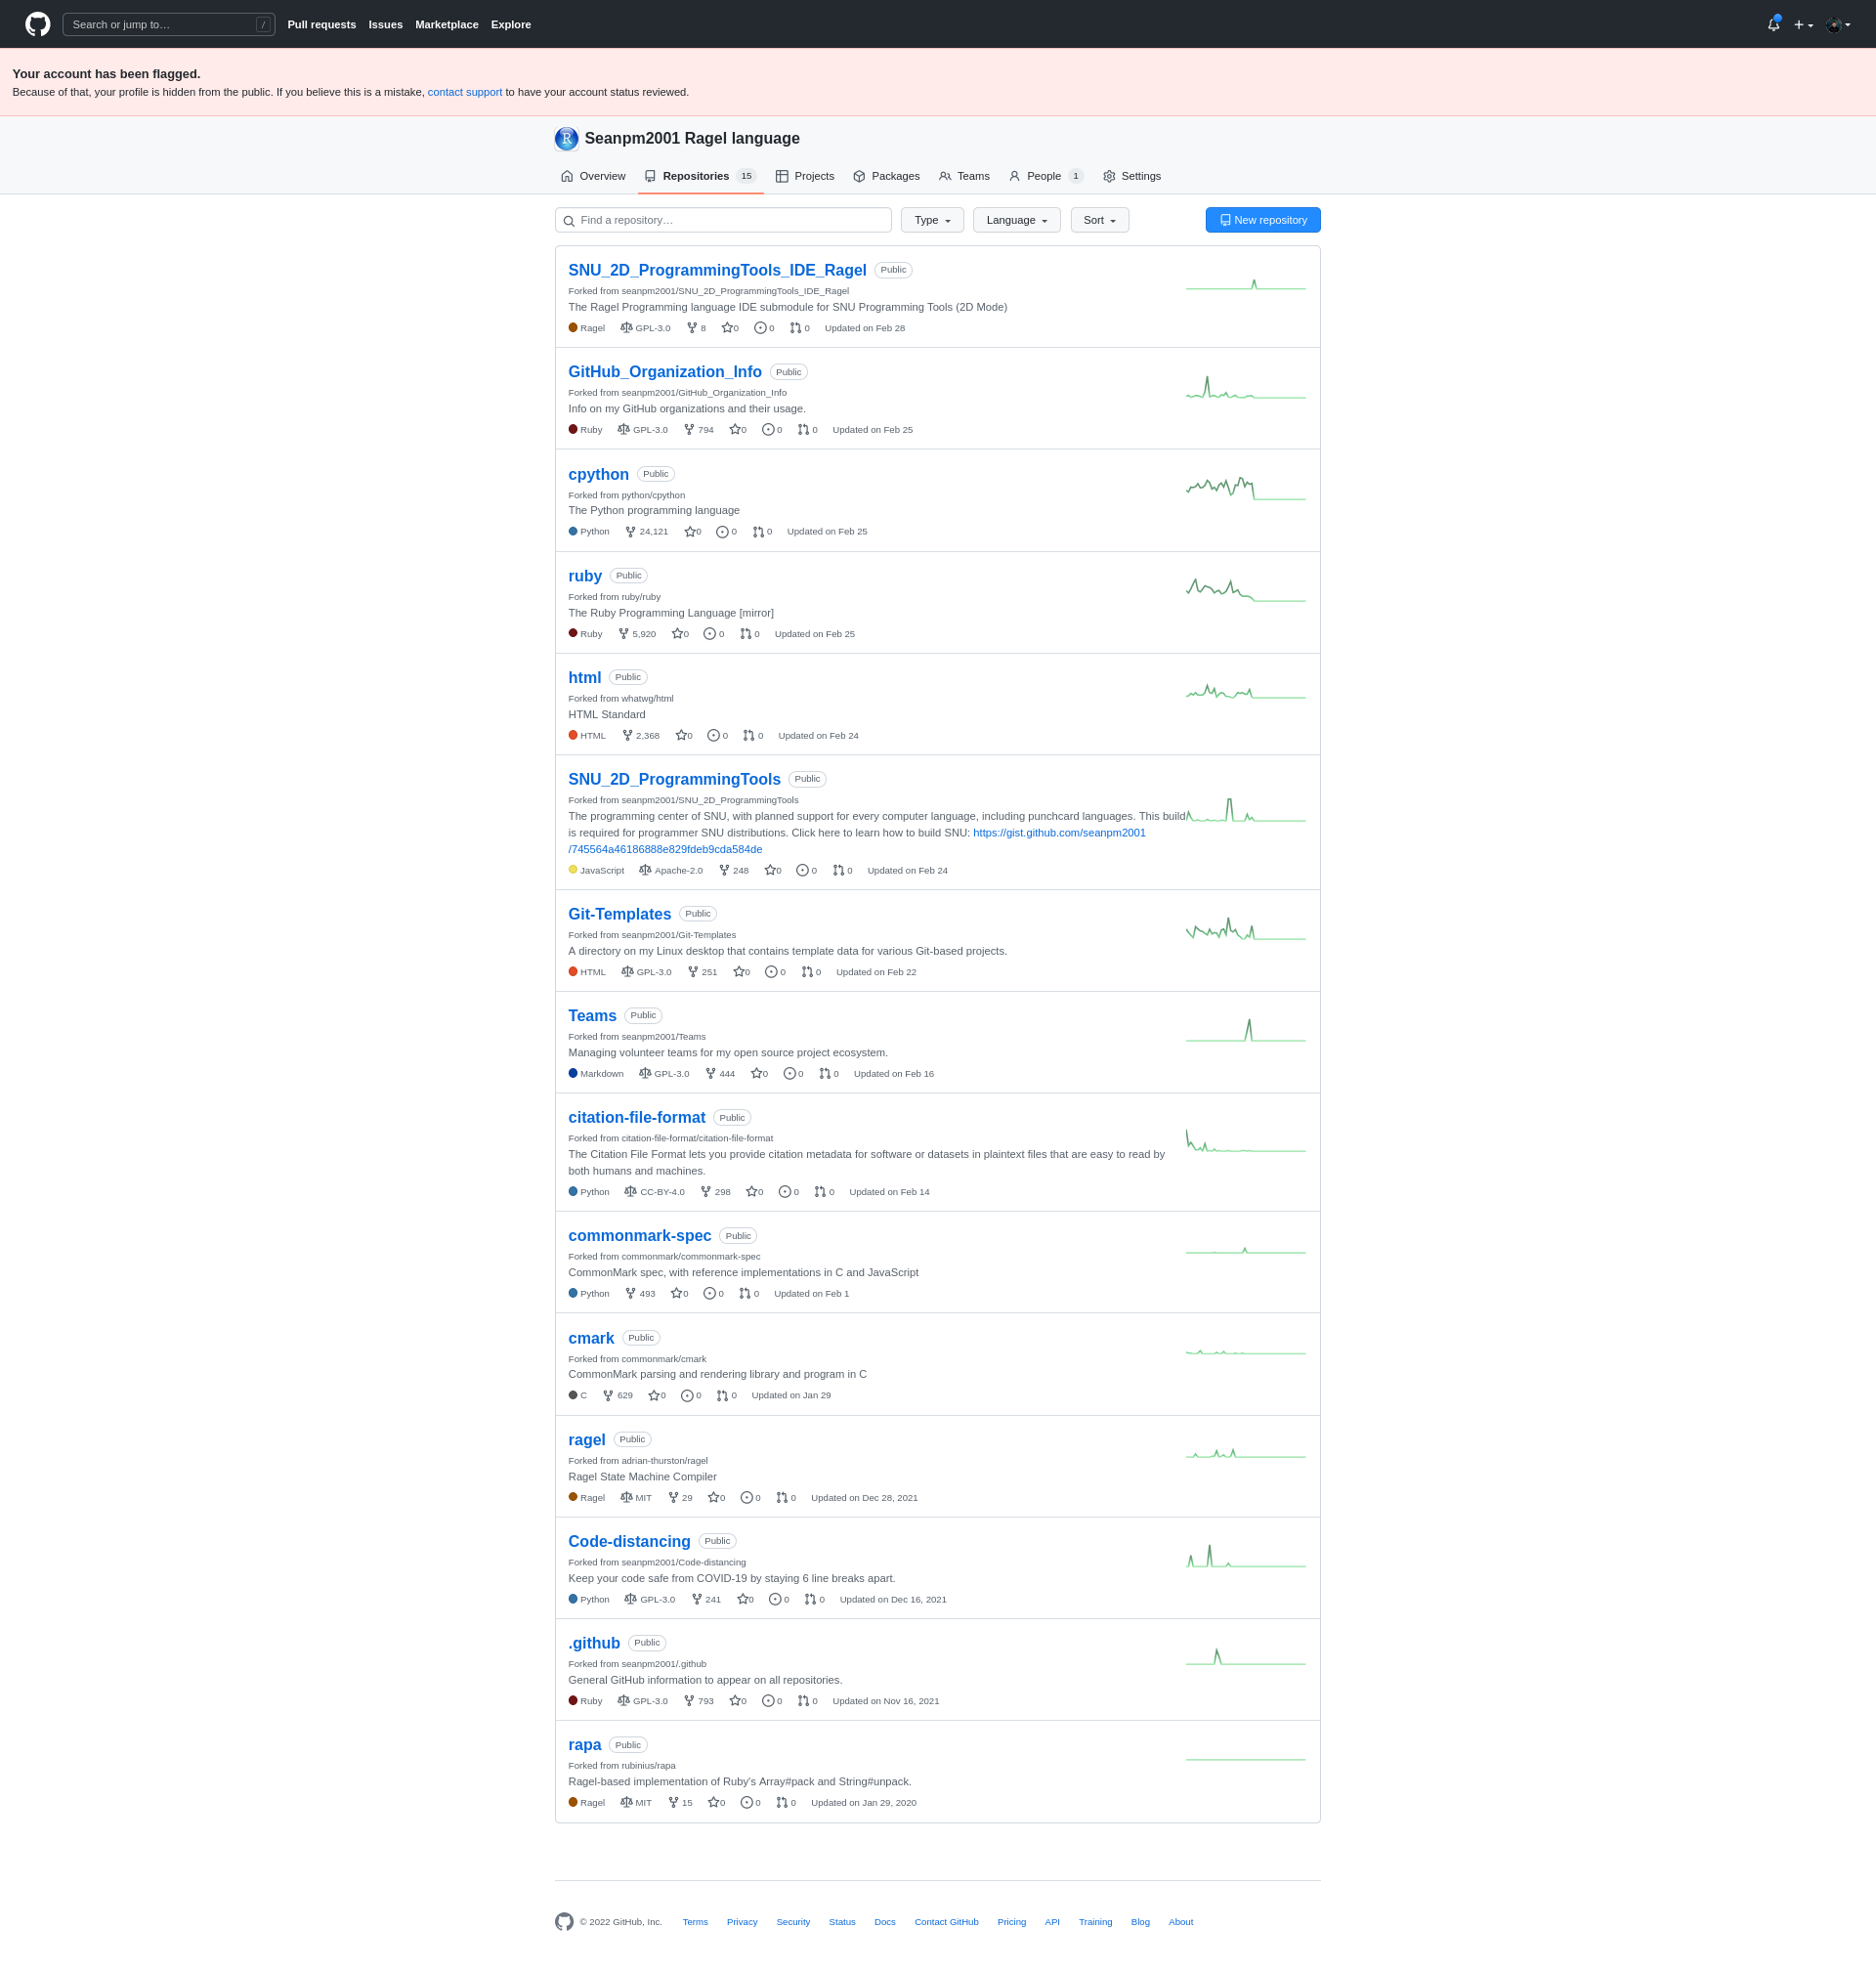 Search or jump to… /
Pull requests Issues Marketplace Explore
Your account has been flagged.
Because of that, your profile is hidden from the public. If you believe this is a mistake, contact support to have your account status reviewed.
R Seanpm2001 Ragel language
Overview Repositories 15 Projects Packages Teams People 1 Settings
Find a repository… Type Language Sort New repository
SNU_2D_ProgrammingTools_IDE_Ragel Public
Forked from seanpm2001/SNU_2D_ProgrammingTools_IDE_Ragel
The Ragel Programming language IDE submodule for SNU Programming Tools (2D Mode)
Ragel GPL-3.0 8 0 0 0 Updated on Feb 28
GitHub_Organization_Info Public
Forked from seanpm2001/GitHub_Organization_Info
Info on my GitHub organizations and their usage.
Ruby GPL-3.0 794 0 0 0 Updated on Feb 25
cpython Public
Forked from python/cpython
The Python programming language
Python 24,121 0 0 0 Updated on Feb 25
ruby Public
Forked from ruby/ruby
The Ruby Programming Language [mirror]
Ruby 5,920 0 0 0 Updated on Feb 25
html Public
Forked from whatwg/html
HTML Standard
HTML 2,368 0 0 0 Updated on Feb 24
SNU_2D_ProgrammingTools Public
Forked from seanpm2001/SNU_2D_ProgrammingTools
The programming center of SNU, with planned support for every computer language, including punchcard languages. This build
is required for programmer SNU distributions. Click here to learn how to build SNU: https://gist.github.com/seanpm2001
/745564a46186888e829fdeb9cda584de
JavaScript Apache-2.0 248 0 0 0 Updated on Feb 24
Git-Templates Public
Forked from seanpm2001/Git-Templates
A directory on my Linux desktop that contains template data for various Git-based projects.
HTML GPL-3.0 251 0 0 0 Updated on Feb 22
Teams Public
Forked from seanpm2001/Teams
Managing volunteer teams for my open source project ecosystem.
Markdown GPL-3.0 444 0 0 0 Updated on Feb 16
citation-file-format Public
Forked from citation-file-format/citation-file-format
The Citation File Format lets you provide citation metadata for software or datasets in plaintext files that are easy to read by
both humans and machines.
Python CC-BY-4.0 298 0 0 0 Updated on Feb 14
commonmark-spec Public
Forked from commonmark/commonmark-spec
CommonMark spec, with reference implementations in C and JavaScript
Python 493 0 0 0 Updated on Feb 1
cmark Public
Forked from commonmark/cmark
CommonMark parsing and rendering library and program in C
C 629 0 0 0 Updated on Jan 29
ragel Public
Forked from adrian-thurston/ragel
Ragel State Machine Compiler
Ragel MIT 29 0 0 0 Updated on Dec 28, 2021
Code-distancing Public
Forked from seanpm2001/Code-distancing
Keep your code safe from COVID-19 by staying 6 line breaks apart.
Python GPL-3.0 241 0 0 0 Updated on Dec 16, 2021
.github Public
Forked from seanpm2001/.github
General GitHub information to appear on all repositories.
Ruby GPL-3.0 793 0 0 0 Updated on Nov 16, 2021
rapa Public
Forked from rubinius/rapa
Ragel-based implementation of Ruby's Array#pack and String#unpack.
Ragel MIT 15 0 0 0 Updated on Jan 29, 2020
© 2022 GitHub, Inc. Terms Privacy Security Status Docs Contact GitHub Pricing API Training Blog About